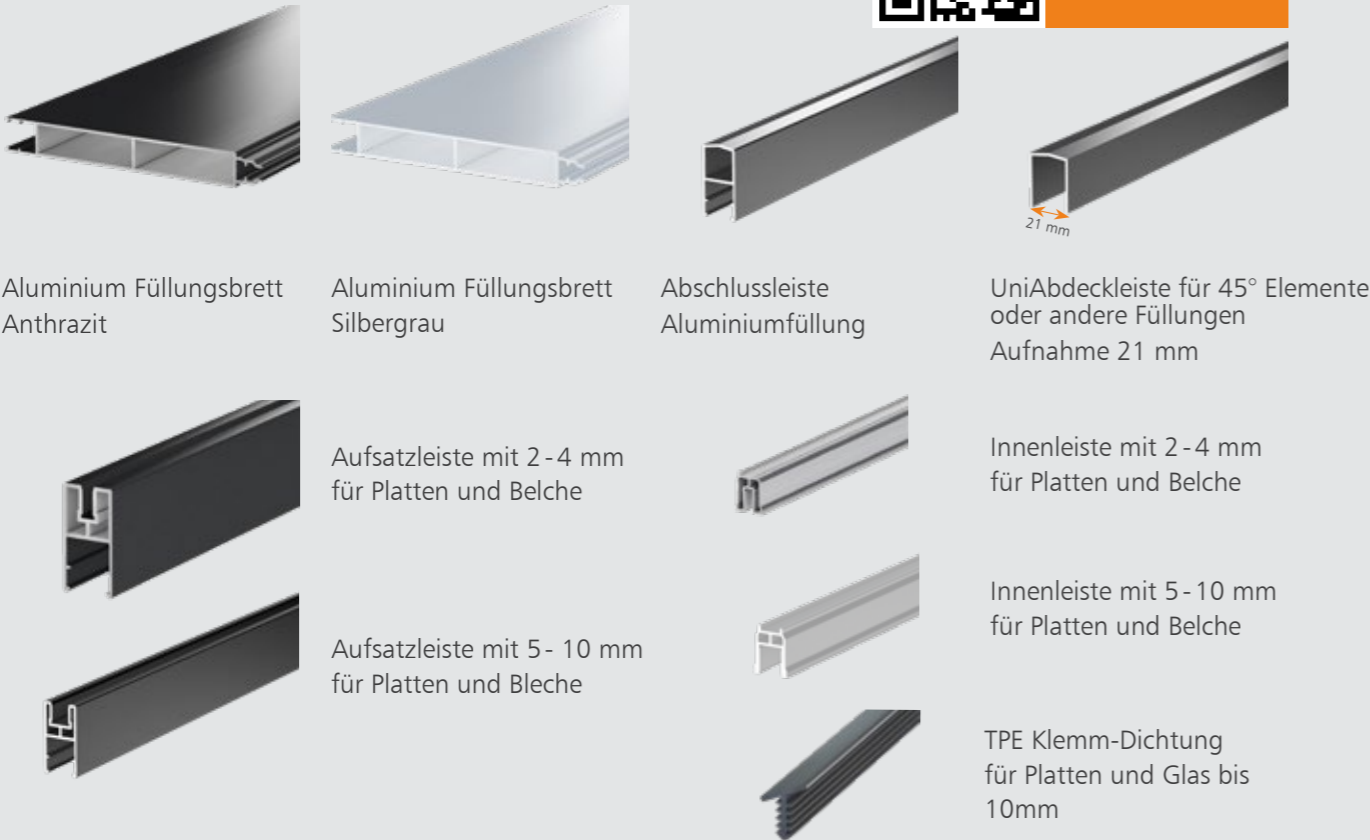 21 mm
Aluminium Füllungsbrett
Anthrazit
Aluminium Füllungsbrett
Silbergrau
Abschlussleiste
Aluminiumfüllung
UniAbdeckleiste für 45° Elemente
oder andere Füllungen
Aufnahme 21 mm
Aufsatzleiste mit 2-4 mm
für Platten und Belche
Innenleiste mit 2-4 mm
für Platten und Belche
Innenleiste mit 5-10 mm
für Platten und Belche
Aufsatzleiste mit 5- 10 mm
für Platten und Bleche
TPE Klemm-Dichtung
für Platten und Glas bis
10mm